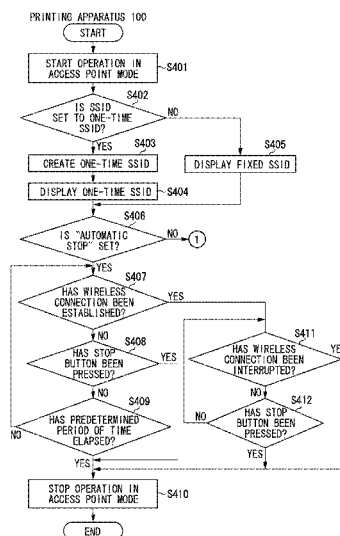 PRINTING APPARATUS 100
START
START OPERATION IN
ACCESS POINT MODE
S401
S402
IS SSID
SET TO ONE-TIME
SSID?
NO
YES
S403
CREATE ONE-TIME SSID
S405
DISPLAY FIXED SSID
DISPLAY ONE-TIME SSID
S404
S406
IS "AUTOMATIC
STOP" SET?
NO
1
YES
S407
HAS WIRELESS
CONNECTION BEEN
ESTABLISHED?
YES
NO
S408
HAS STOP
BUTTON BEEN
PRESSED?
YES
NO
S411
HAS WIRELESS
CONNECTION BEEN
INTERRUPTED?
YE
NO
S409
HAS PREDETERMINED
PERIOD OF TIME
ELAPSED?
NO
YES
S412
HAS STOP
BUTTON BEEN
PRESSED?
NO
YES
STOP OPERATION IN
ACCESS POINT MODE
S410
END